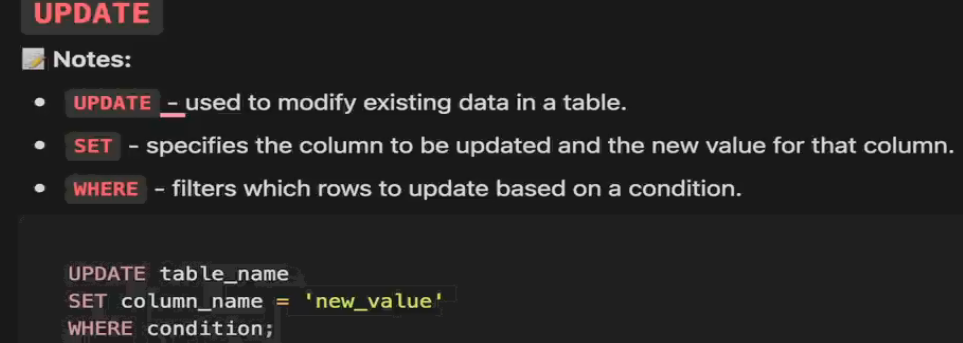 UPDATE
📝 Notes:
• UPDATE - used to modify existing data in a table.
• SET - specifies the column to be updated and the new value for that column.
• WHERE - filters which rows to update based on a condition.
UPDATE table_name
SET column_name = 'new_value'
WHERE condition;